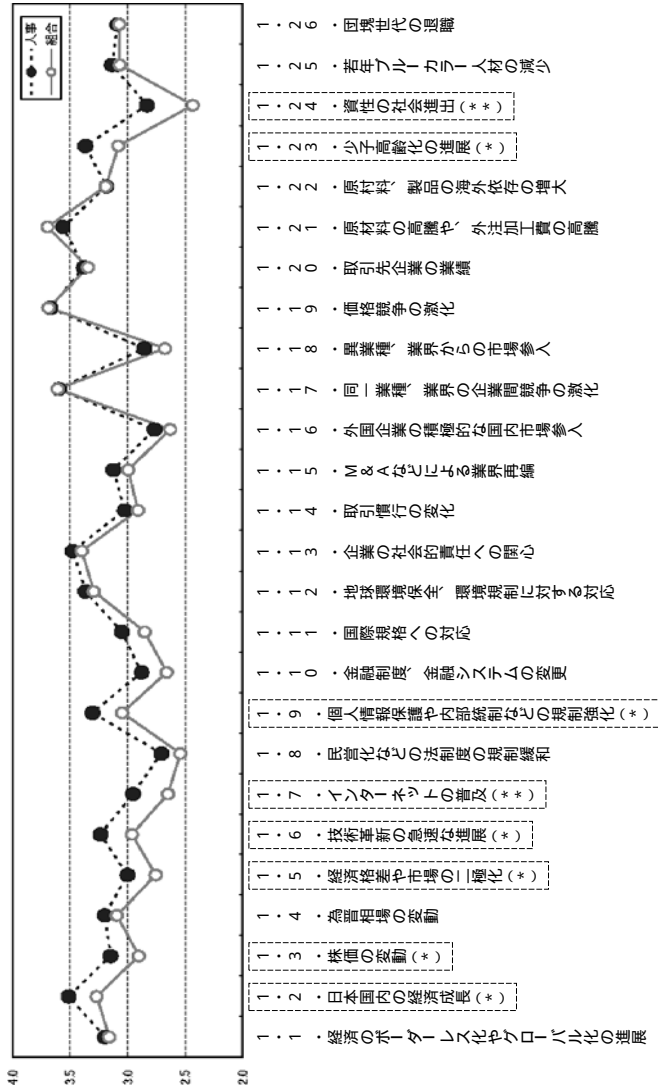 人事
組合
4.0
3.5
3.0
2.5
2.0
1・1・経済のボーダーレス化やグローバル化の進展
1・2・日本国内の経済成長(*)
1・3・株価の変動(*)
1・4・為晋相場の変動
1・5・経済格差や市場の二極化(*)
1・6・技術革新の急速な進展(*)
1・7・インターネットの普及(**)
1・8・民営化などの法制度の規制緩和
1・9・個人情報保護や内部統制などの規制強化(*)
1・10・金融制度、金融システムの変更
1・11・国際規格への対応
1・12・地球環境保全、環境規制に対する対応
1・13・企業の社会的責任への関心
1・14・取引慣行の変化
1・15・M&Aなどによる業界再編
1・16・外国企業の積極的な国内市場参入
1・17・同一業種、業界の企業間競争の激化
1・18・異業種、業界からの市場参入
1・19・価格競争の激化
1・20・取引先企業の業績
1・21・原材料の高騰や、外注加工費の高騰
1・22・原材料、製品の海外依存の増大
1・23・少子高齢化の進展(*)
1・24・資性の社会進出(**)
1・25・若年ブルーカラー人材の減少
1・26・団塊世代の退職